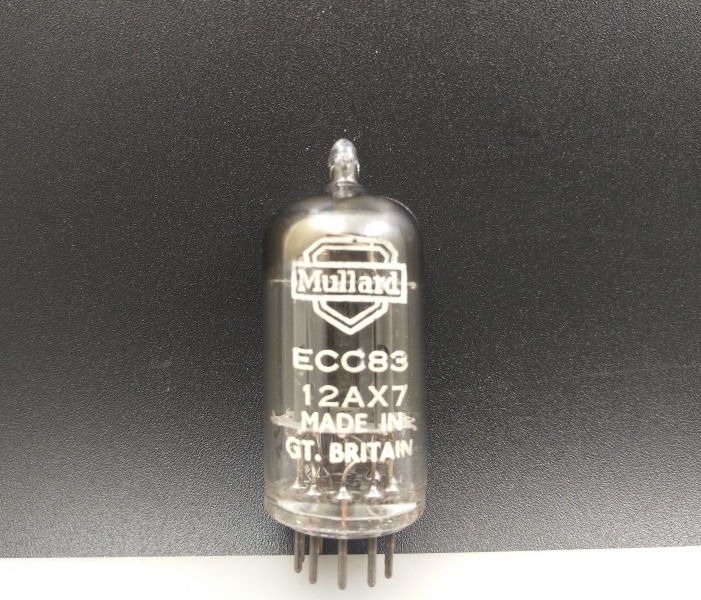 Mullard
ECC83
12AX7
MADE IN
GT. BRITAIN